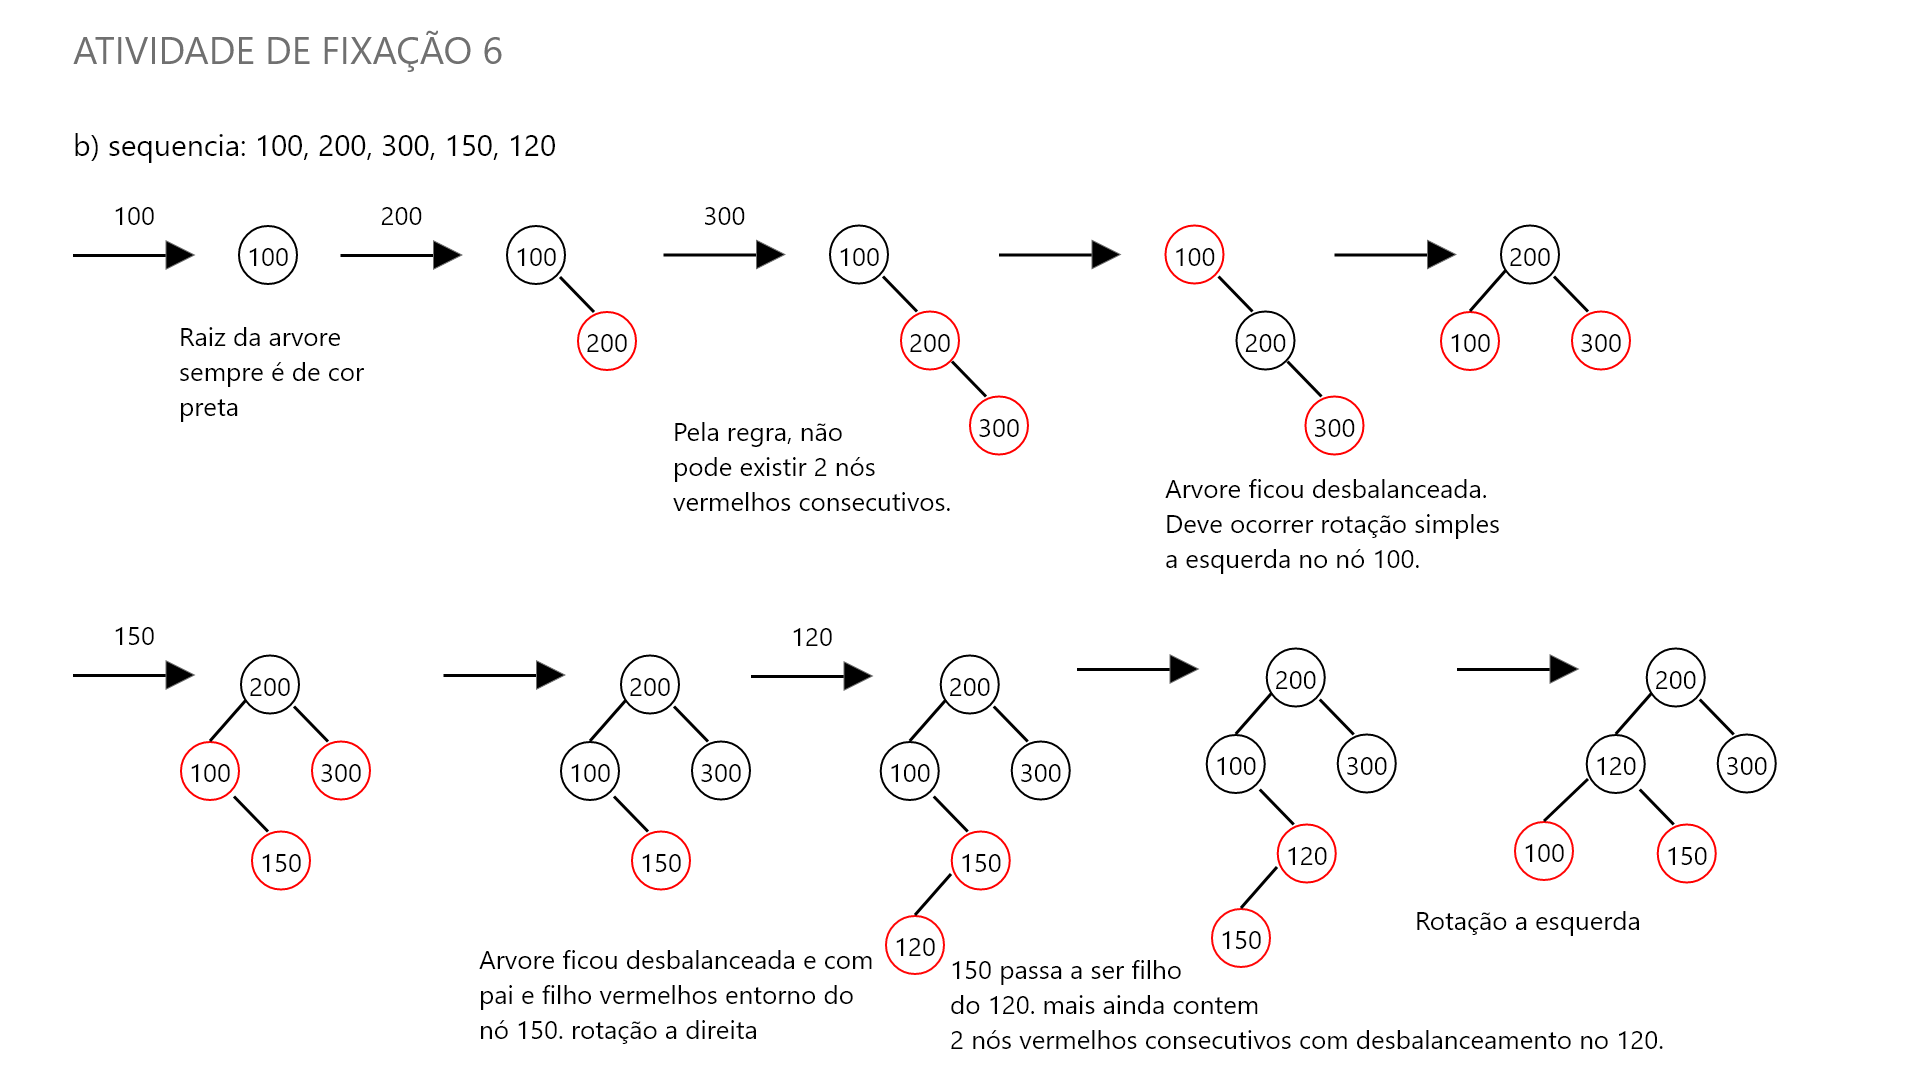 ATIVIDADE DE FIXAÇÃO 6
b) sequencia: 100, 200, 300, 150, 120
100
200
300
100
100
100
100
200
200
200
200
100
300
300
300
Raiz da arvore
sempre é de cor
preta
Pela regra, não
pode existir 2 nós
vermelhos consecutivos.
Arvore ficou desbalanceada.
Deve ocorrer rotação simples
a esquerda no nó 100.
150
120
200
200
200
200
200
100
300
100
300
100
300
100
300
120
300
150
150
150
120
100
150
120
150
Rotação a esquerda
Arvore ficou desbalanceada e com
pai e filho vermelhos entorno do
nó 150. rotação a direita
150 passa a ser filho
do 120. mais ainda contem
2 nós vermelhos consecutivos com desbalanceamento no 120.